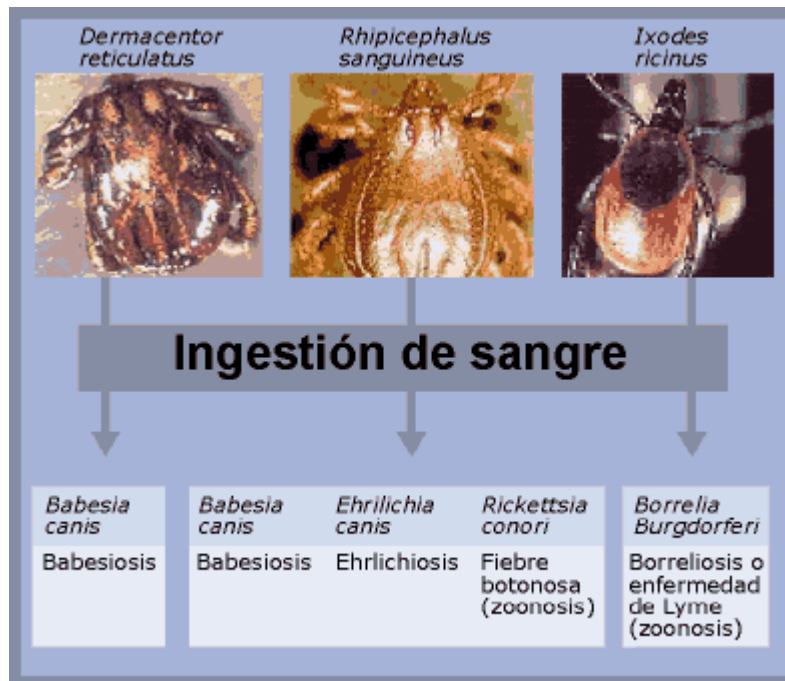 Dermacentor
reticulatus
Rhipicephalus
sanguineus
Ixodes
ricinus
Ingestión de sangre
Babesia
canis
Babesiosis
Babesia
canis
Babesiosis
Ehrilichia
canis
Ehrlichiosis
Rickettsia
conori
Fiebre
botonosa
(zoonosis)
Borrelia
Burgdorferi
Borreliosis o
enfermedad
de Lyme
(zoonosis)